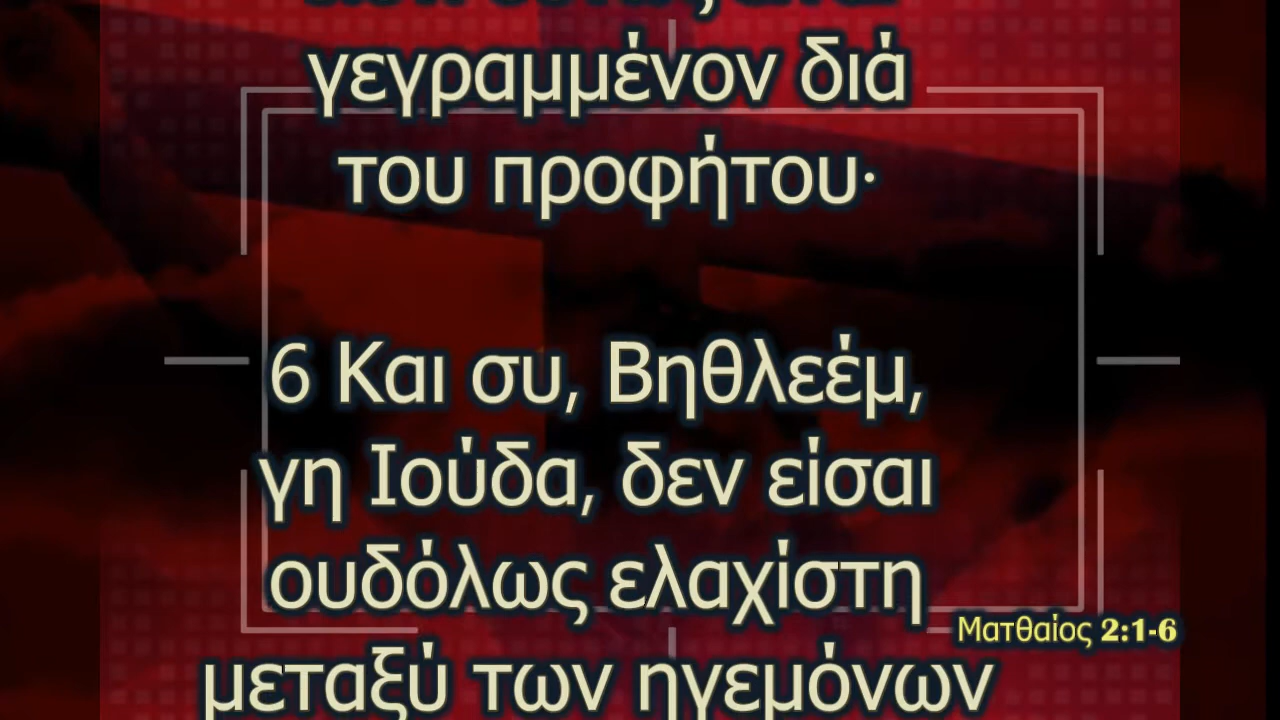 γεγραμμένον διά
του προφήτου·
6 Και συ, Βηθλεέμ,
γη Ιούδα, δεν είσαι
ουδόλως ελαχίστη
Ματθαίος 2:1-6
μεταξύ των ηγεμόνων